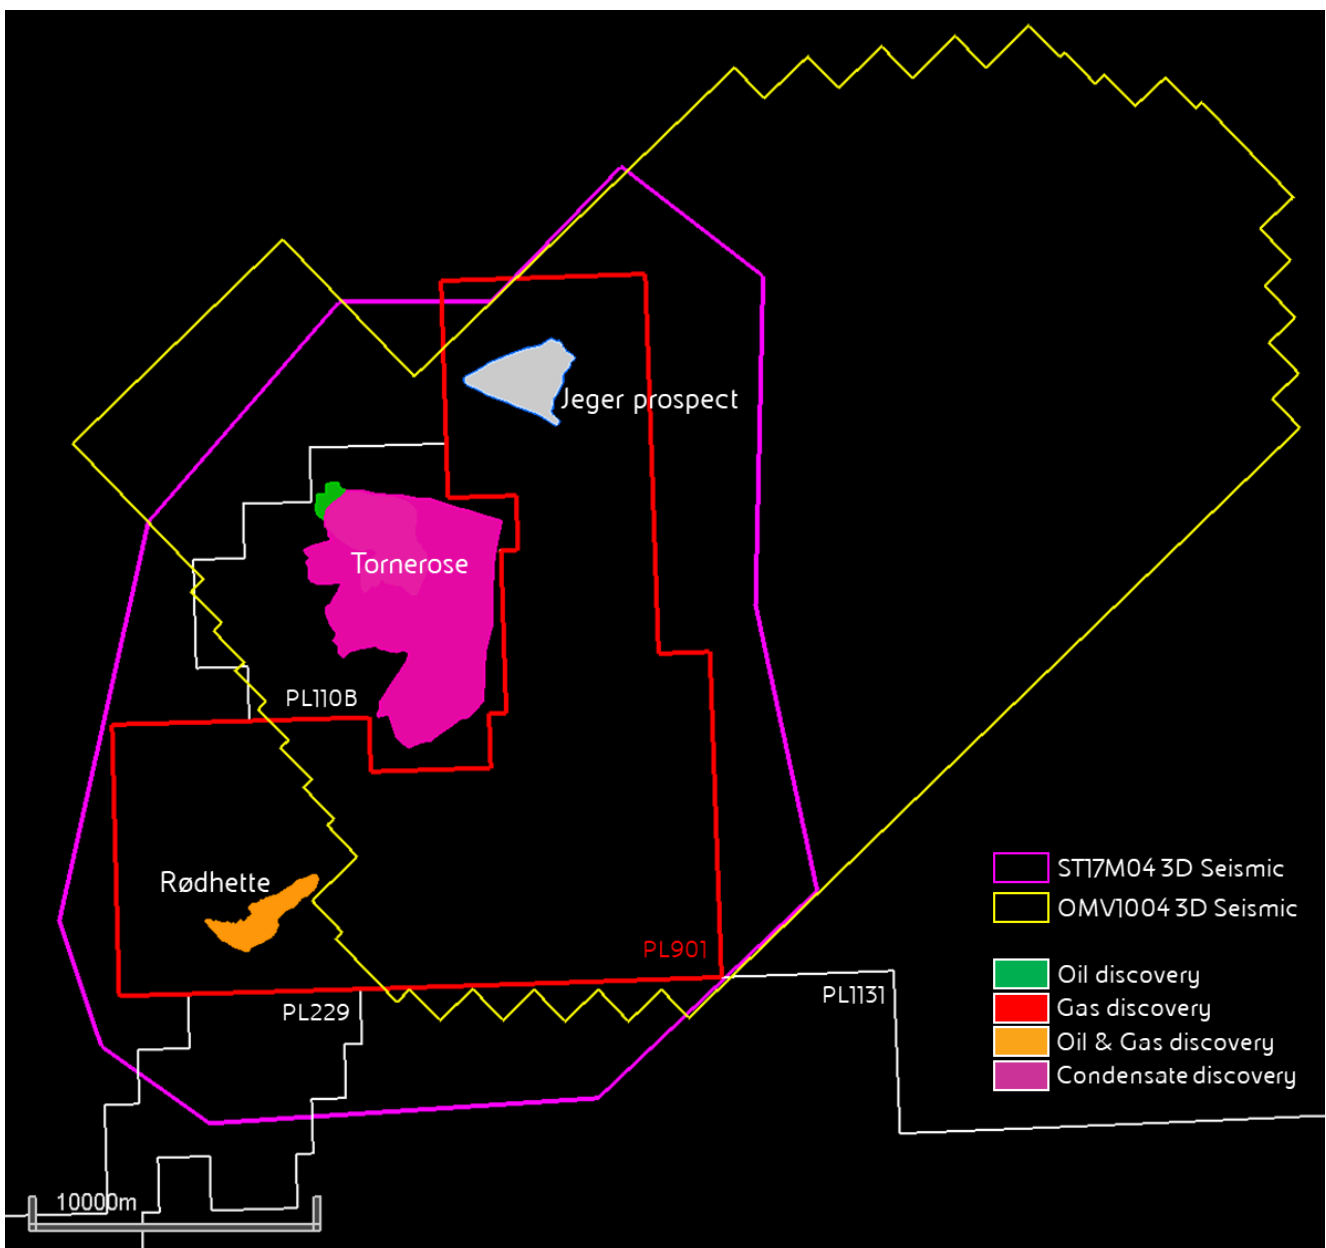 Jeger prospect
Tornerose
PL110B
Rødhette
PL901
PL229
PL1131
ST17M04 3D Seismic
OMV1004 3D Seismic
Oil discovery
Gas discovery
Oil & Gas discovery
Condensate discovery
10000m